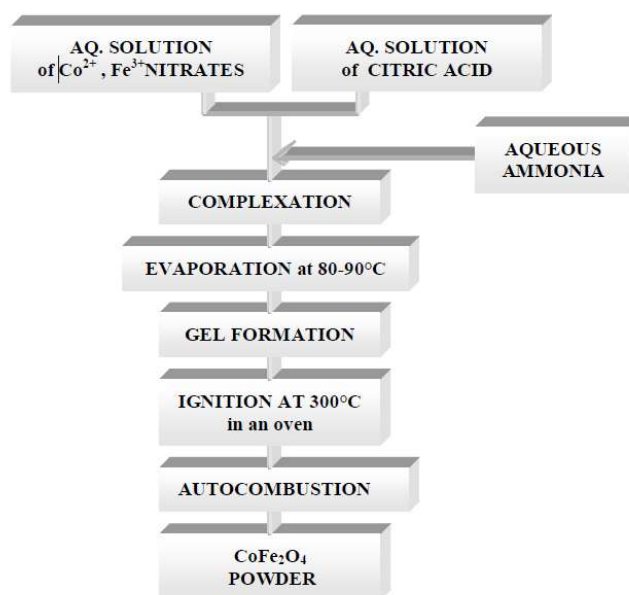 AQ. SOLUTION
of Co²⁺ , Fe³⁺NITRATES
AQ. SOLUTION
of CITRIC ACID
AQUEOUS
AMMONIA
COMPLEXATION
EVAPORATION at 80-90°C
GEL FORMATION
IGNITION AT 300°C
in an oven
AUTOCOMBUSTION
CoFe₂O₄
POWDER